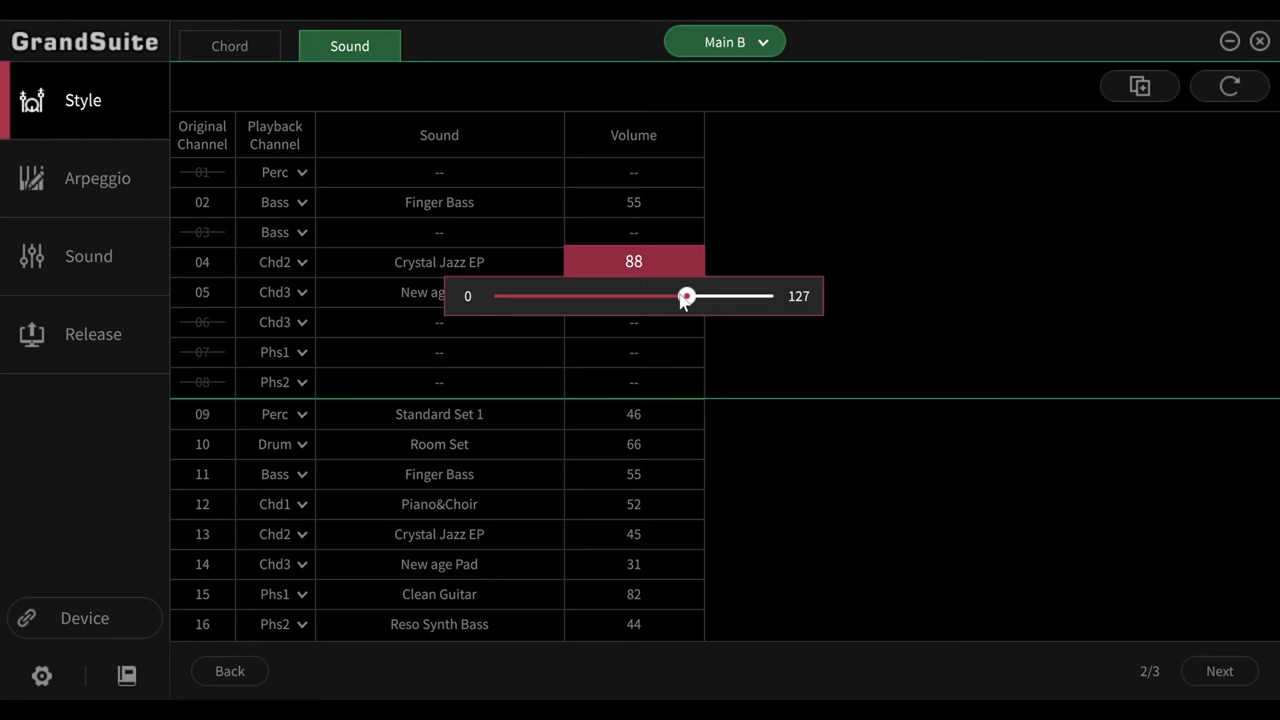 GrandSuite
Chord
Sound
Main B
Style
Arpeggio
Sound
Release
Device
Original Channel Playback Channel Sound Volume
01 Perc -- --
02 Bass Finger Bass 55
03 Bass -- --
04 Chd2 Crystal Jazz EP 88
05 Chd3 New ag
0 127
06 Chd3 -- --
07 Phs1 -- --
08 Phs2 -- --
09 Perc Standard Set 1 46
10 Drum Room Set 66
11 Bass Finger Bass 55
12 Chd1 Piano&Choir 52
13 Chd2 Crystal Jazz EP 45
14 Chd3 New age Pad 31
15 Phs1 Clean Guitar 82
16 Phs2 Reso Synth Bass 44
Back
2/3
Next